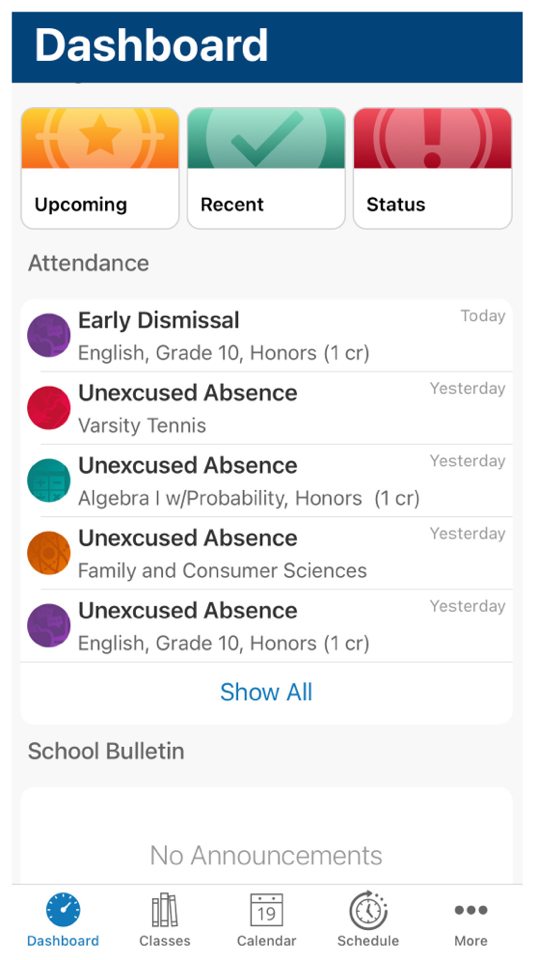 Dashboard
Upcoming
Recent
Status
Attendance
Early Dismissal
Today
English, Grade 10, Honors (1 cr)
Unexcused Absence
Yesterday
Varsity Tennis
Unexcused Absence
Yesterday
Algebra I w/Probability, Honors (1 cr)
Unexcused Absence
Yesterday
Family and Consumer Sciences
Unexcused Absence
Yesterday
English, Grade 10, Honors (1 cr)
Show All
School Bulletin
No Announcements
19
Dashboard
Classes
Calendar
Schedule
More